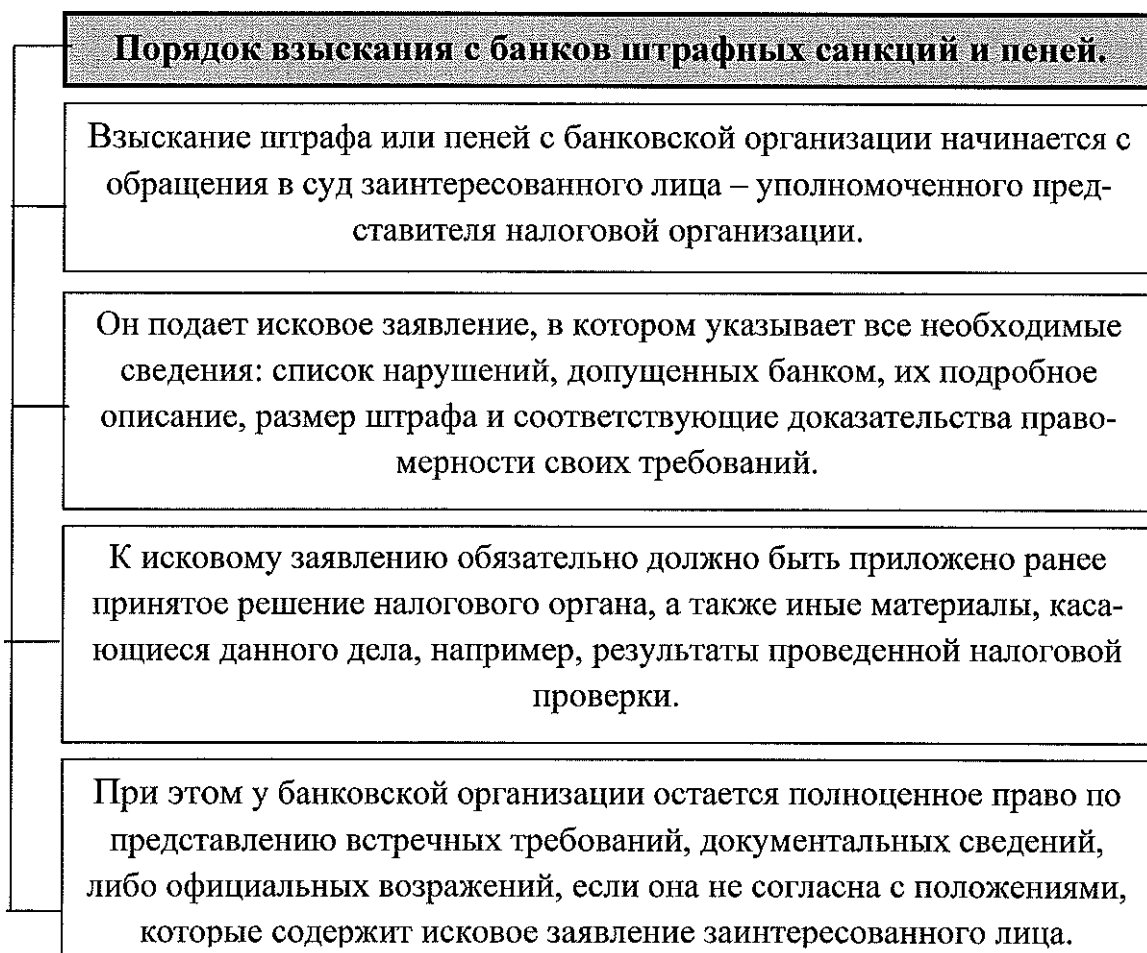 Порядок взыскания с банков штрафных санкций и пеней.
Взыскание штрафа или пеней с банковской организации начинается с
обращения в суд заинтересованного лица – уполномоченного пред-
ставителя налоговой организации.
Он подает исковое заявление, в котором указывает все необходимые
сведения: список нарушений, допущенных банком, их подробное
описание, размер штрафа и соответствующие доказательства право-
мерности своих требований.
К исковому заявлению обязательно должно быть приложено ранее
принятое решение налогового органа, а также иные материалы, каса-
ющиеся данного дела, например, результаты проведенной налоговой
проверки.
При этом у банковской организации остается полноценное право по
представлению встречных требований, документальных сведений,
либо официальных возражений, если она не согласна с положениями,
которые содержит исковое заявление заинтересованного лица.